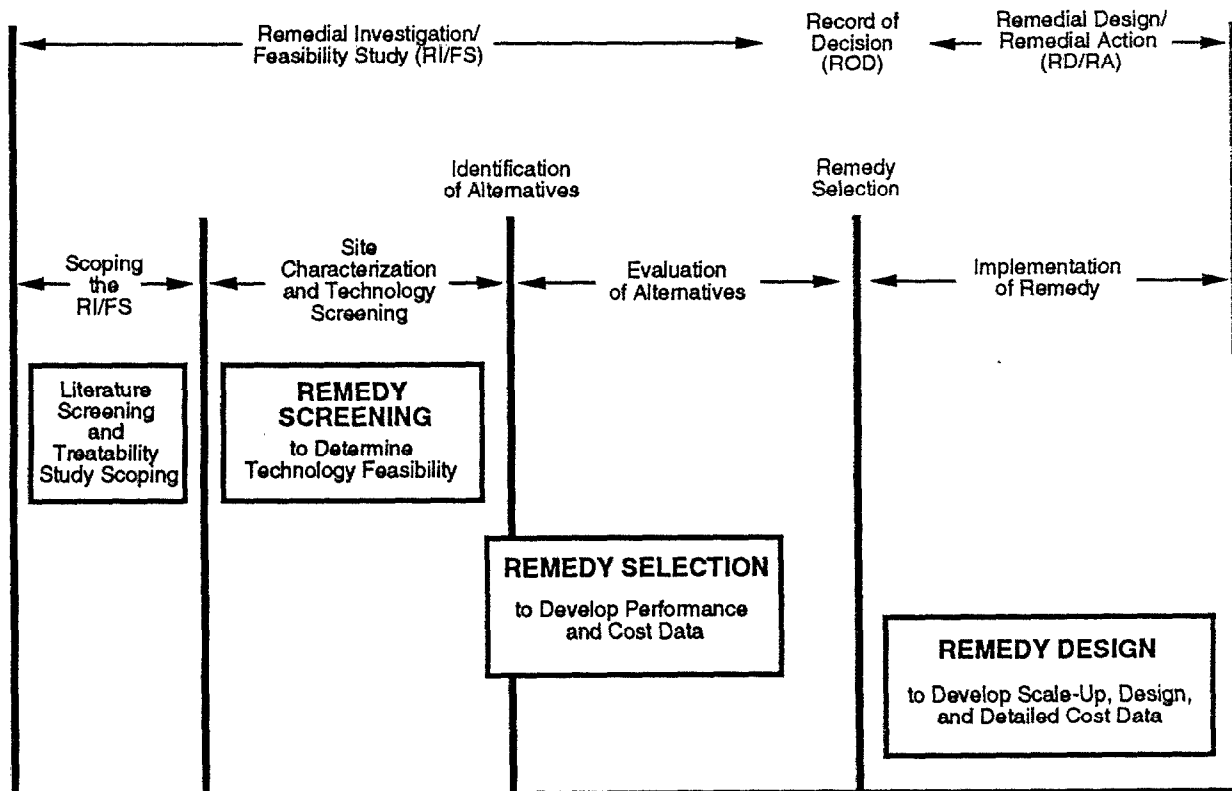 Remedial Investigation/
Feasibility Study (RI/FS)
Record of
Decision
(ROD)
Remedial Design/
Remedial Action
(RD/RA)
Identification
of Alternatives
Remedy
Selection
Scoping
the
RI/FS
Site
Characterization
and Technology
Screening
Evaluation
of Alternatives
Implementation
of Remedy
Literature
Screening
and
Treatability
Study Scoping
REMEDY
SCREENING
to Determine
Technology Feasibility
REMEDY SELECTION
to Develop Performance
and Cost Data
REMEDY DESIGN
to Develop Scale-Up, Design,
and Detailed Cost Data